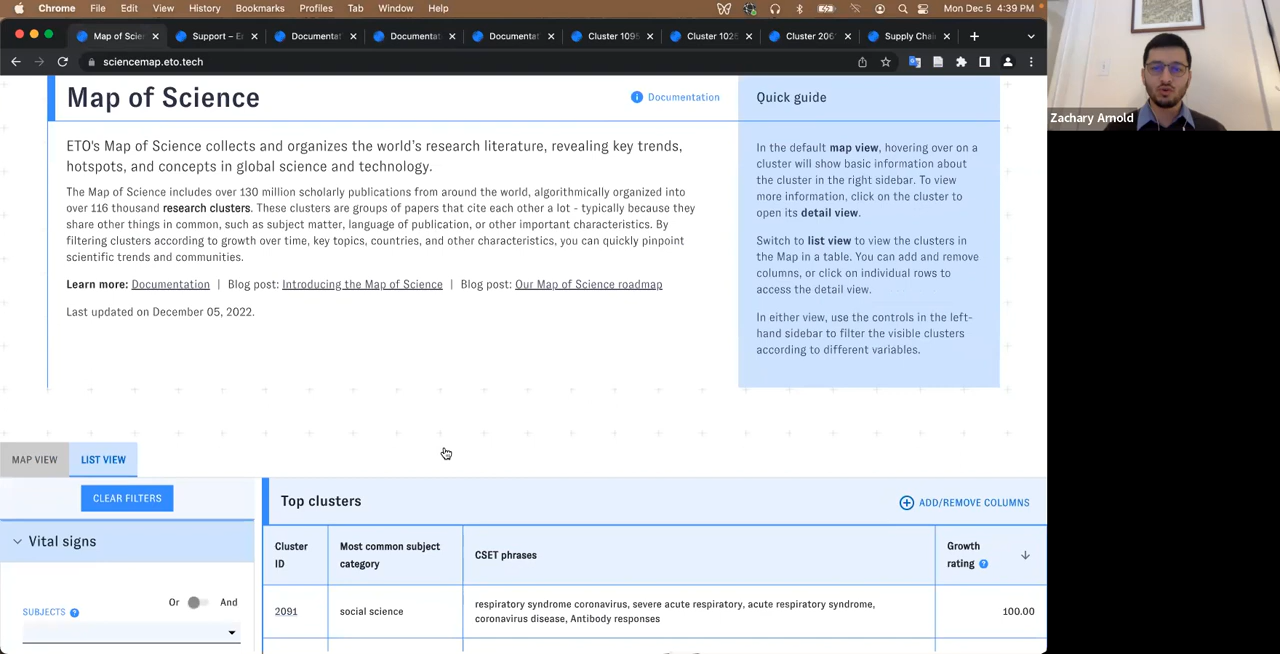 Chrome File Edit View History Bookmarks Profiles Tab Window Help Mon Dec 5 4:39 PM
Map of Scien Support – E Documentat Documentat Documentat Cluster 1095 Cluster 1025 Cluster 206 Supply Chai
sciencemap.eto.tech
Zachary Arnold
Map of Science
Documentation
ETO's Map of Science collects and organizes the world's research literature, revealing key trends,
hotspots, and concepts in global science and technology.
The Map of Science includes over 130 million scholarly publications from around the world, algorithmically organized into
over 116 thousand research clusters. These clusters are groups of papers that cite each other a lot - typically because they
share other things in common, such as subject matter, language of publication, or other important characteristics. By
filtering clusters according to growth over time, key topics, countries, and other characteristics, you can quickly pinpoint
scientific trends and communities.
Learn more: Documentation | Blog post: Introducing the Map of Science | Blog post: Our Map of Science roadmap
Last updated on December 05, 2022.
Quick guide
In the default map view, hovering over on a
cluster will show basic information about
the cluster in the right sidebar. To view
more information, click on the cluster to
open its detail view.
Switch to list view to view the clusters in
the Map in a table. You can add and remove
columns, or click on individual rows to
access the detail view.
In either view, use the controls in the left-
hand sidebar to filter the visible clusters
according to different variables.
MAP VIEW LIST VIEW
CLEAR FILTERS
Vital signs
Or And
SUBJECTS ?
Top clusters
ADD/REMOVE COLUMNS
Cluster
ID
Most common subject
category
CSET phrases
Growth
rating ?
2091
social science
respiratory syndrome coronavirus, severe acute respiratory, acute respiratory syndrome,
coronavirus disease, Antibody responses
100.00